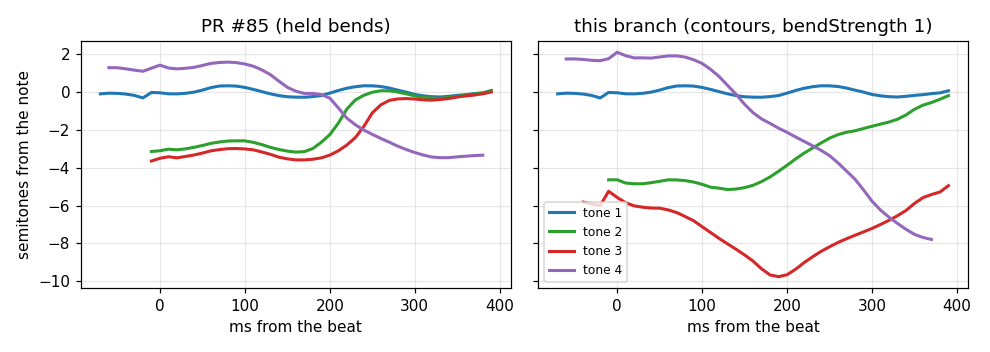 PR #85 (held bends)
this branch (contours, bendStrength 1)
semitones from the note
2
0
−2
−4
−6
−8
−10
tone 1
tone 2
tone 3
tone 4
0
100
200
300
400
0
100
200
300
400
ms from the beat
ms from the beat